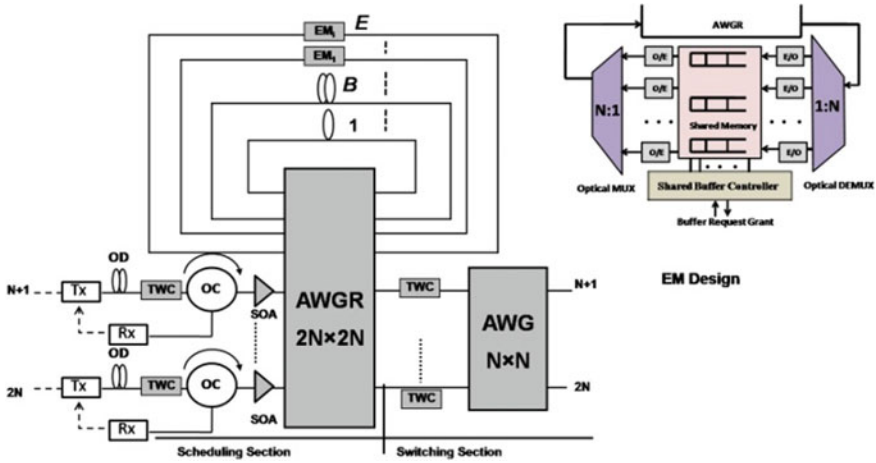 EM_i E
EM_1
B
1
AWGR
O/E E/O
O/E E/O
N:1 1:N
Shared Memory
O/E E/O
Optical MUX Shared Buffer Controller Optical DEMUX
Buffer Request Grant
EM Design
OD
N+1 Tx TWC OC SOA TWC N+1
Rx
AWGR
2N×2N
AWG
N×N
OD
2N Tx TWC OC SOA TWC 2N
Rx
Scheduling Section Switching Section